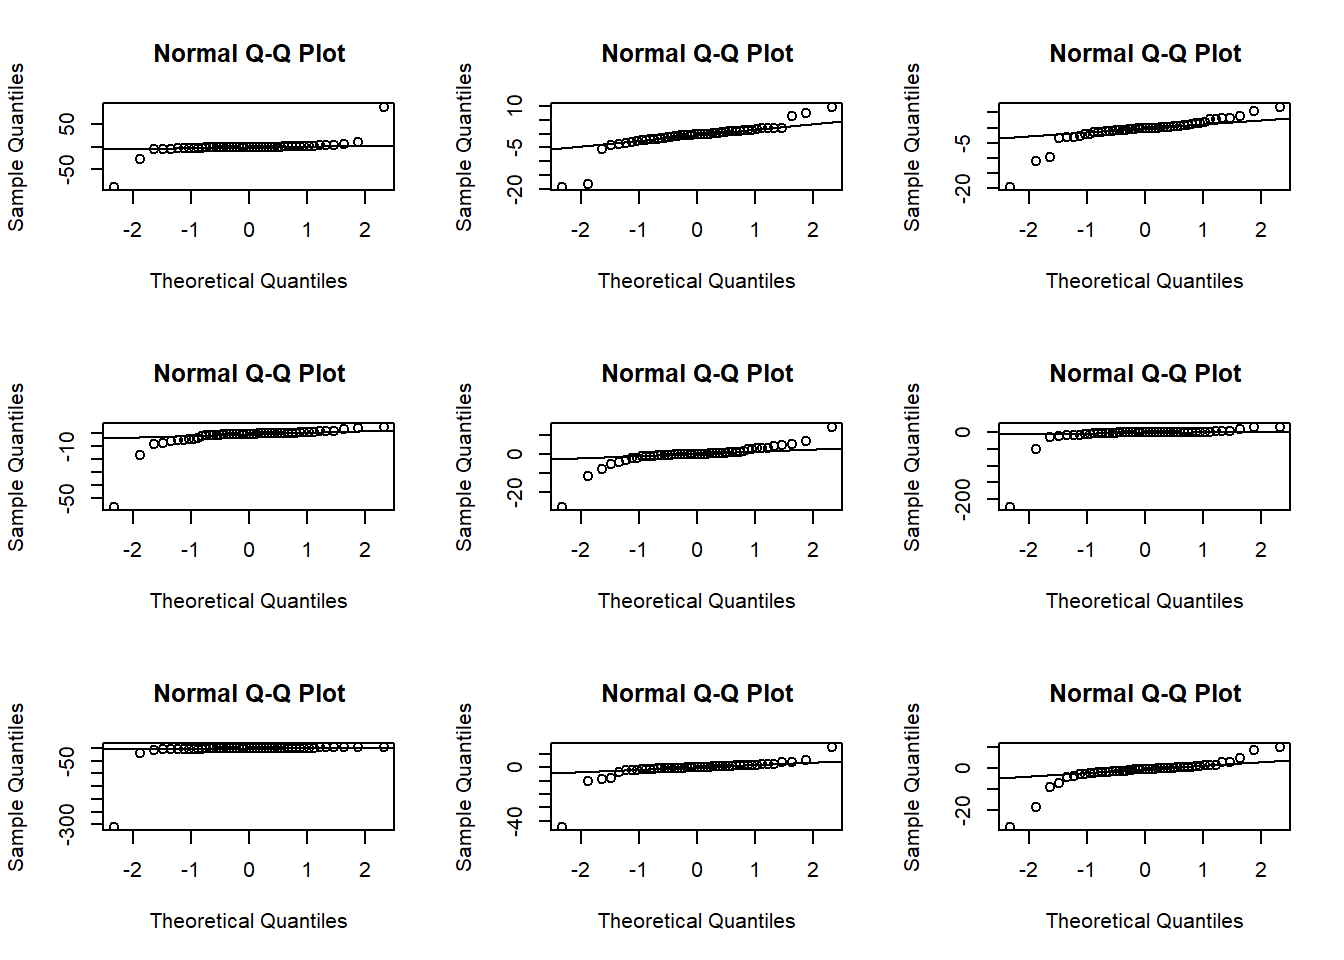 Normal Q-Q Plot
Sample Quantiles
50
-50
-2 -1 0 1 2
Theoretical Quantiles
Normal Q-Q Plot
Sample Quantiles
10
-5
-20
-2 -1 0 1 2
Theoretical Quantiles
Normal Q-Q Plot
Sample Quantiles
-5
-20
-2 -1 0 1 2
Theoretical Quantiles
Normal Q-Q Plot
Sample Quantiles
-10
-50
-2 -1 0 1 2
Theoretical Quantiles
Normal Q-Q Plot
Sample Quantiles
0
-20
-2 -1 0 1 2
Theoretical Quantiles
Normal Q-Q Plot
Sample Quantiles
0
-200
-2 -1 0 1 2
Theoretical Quantiles
Normal Q-Q Plot
Sample Quantiles
-50
-300
-2 -1 0 1 2
Theoretical Quantiles
Normal Q-Q Plot
Sample Quantiles
0
-40
-2 -1 0 1 2
Theoretical Quantiles
Normal Q-Q Plot
Sample Quantiles
0
-20
-2 -1 0 1 2
Theoretical Quantiles